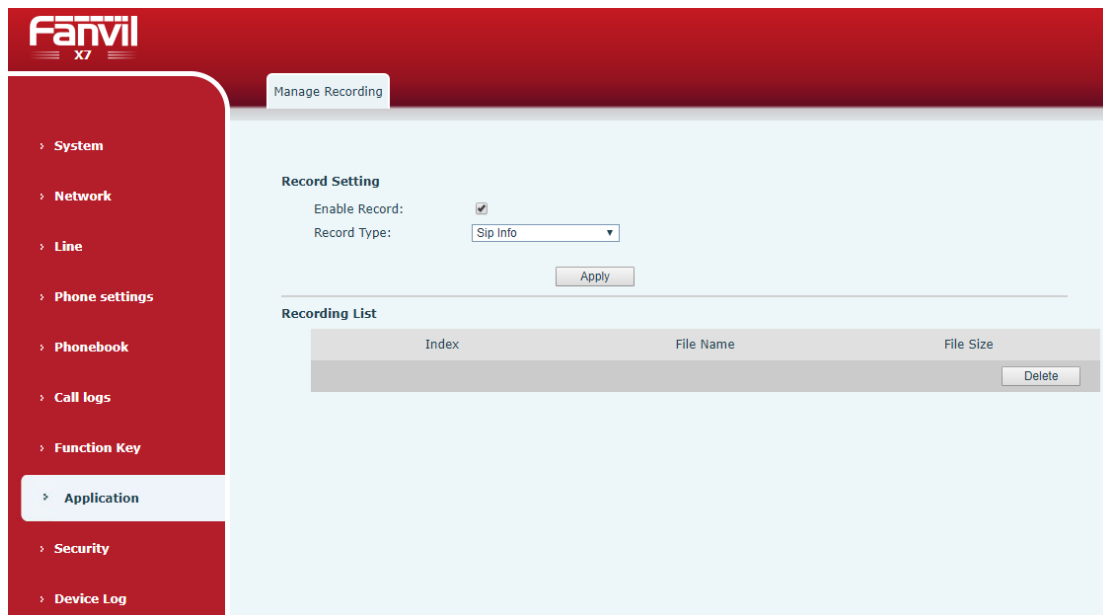 Fanvil
X7
Manage Recording
System
Network
Line
Phone settings
Phonebook
Call logs
Function Key
Application
Security
Device Log
Record Setting
Enable Record:
Record Type: Sip Info
Apply
Recording List
Index File Name File Size
Delete